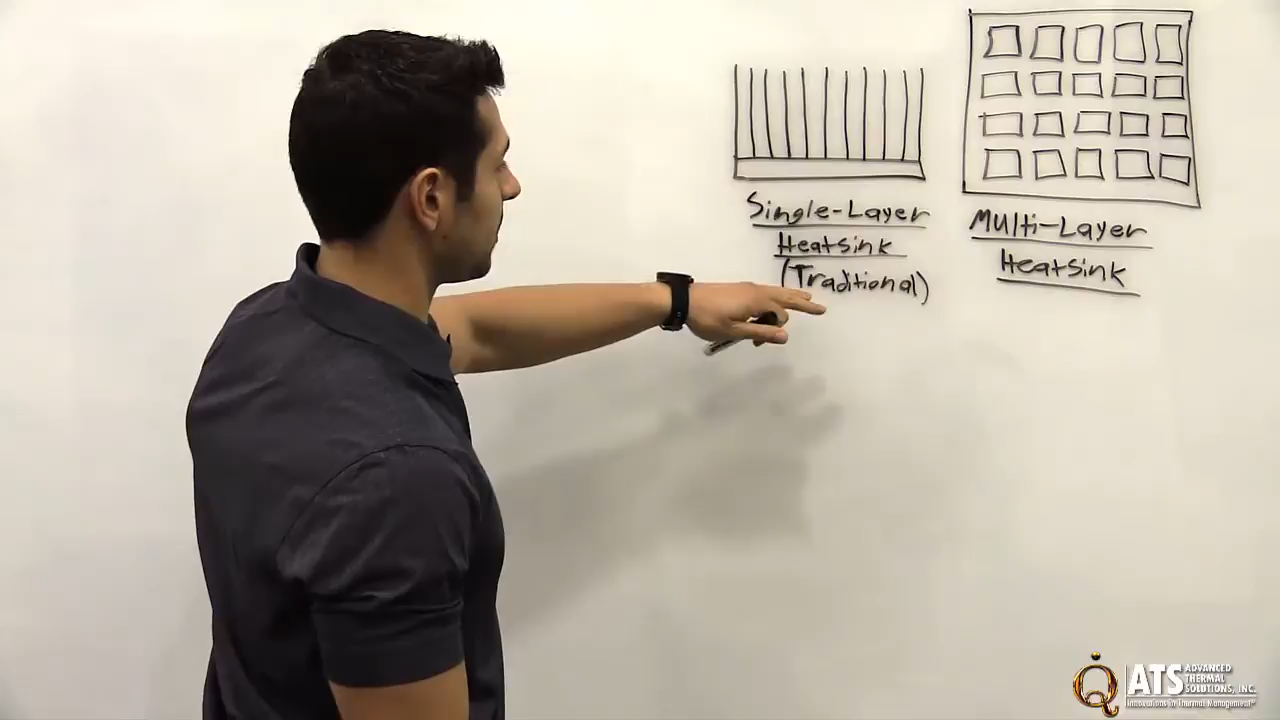 Single-Layer
Heatsink
(Traditional)
Multi-Layer
Heatsink
ATS ADVANCED
THERMAL
SOLUTIONS, INC.
Innovations in Thermal Management